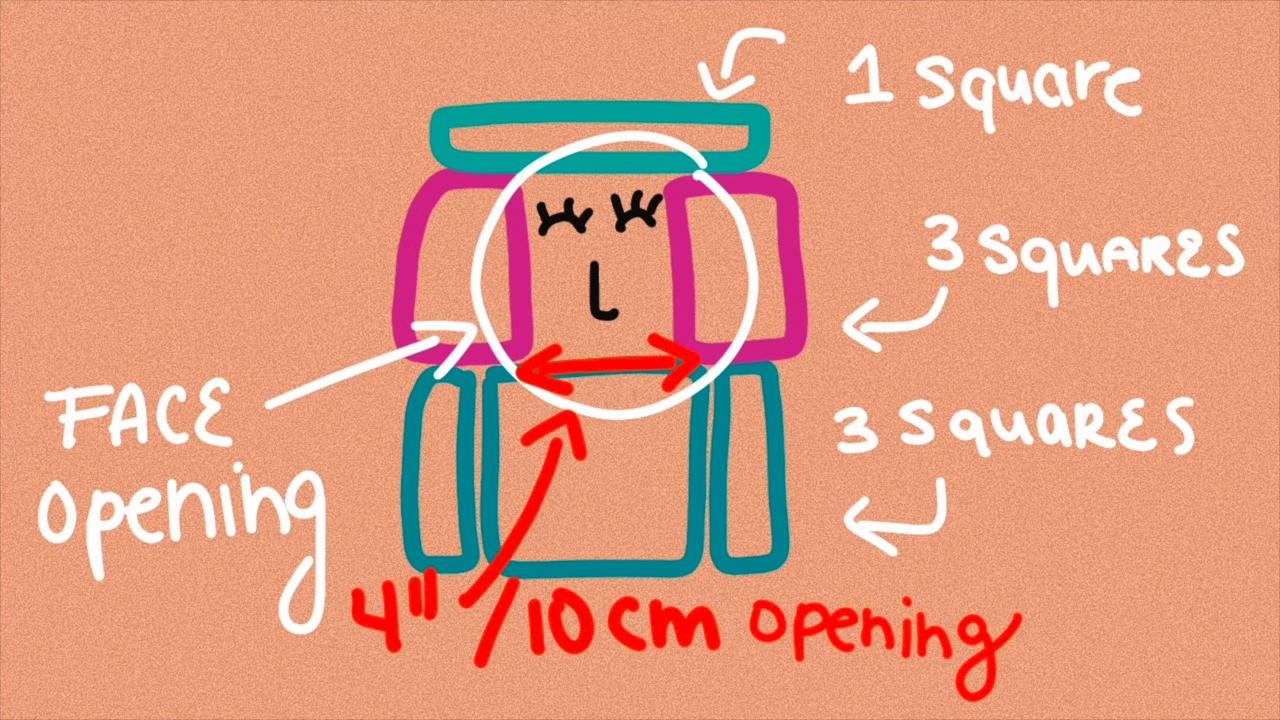 1 square
3 SQUARES
FACE
opening
3 SQUARES
4"/10cm opening